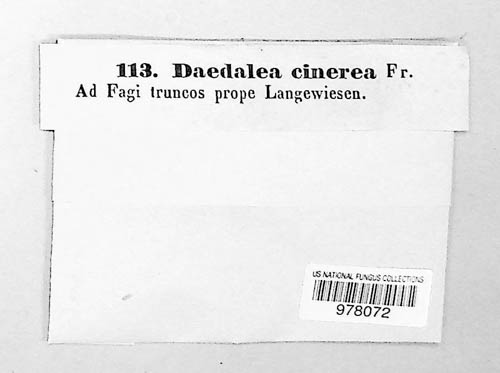 113. Daedalea cinerea Fr.
Ad Fagi truncos prope Langewiesen.
US NATIONAL FUNGUS COLLECTIONS
978072